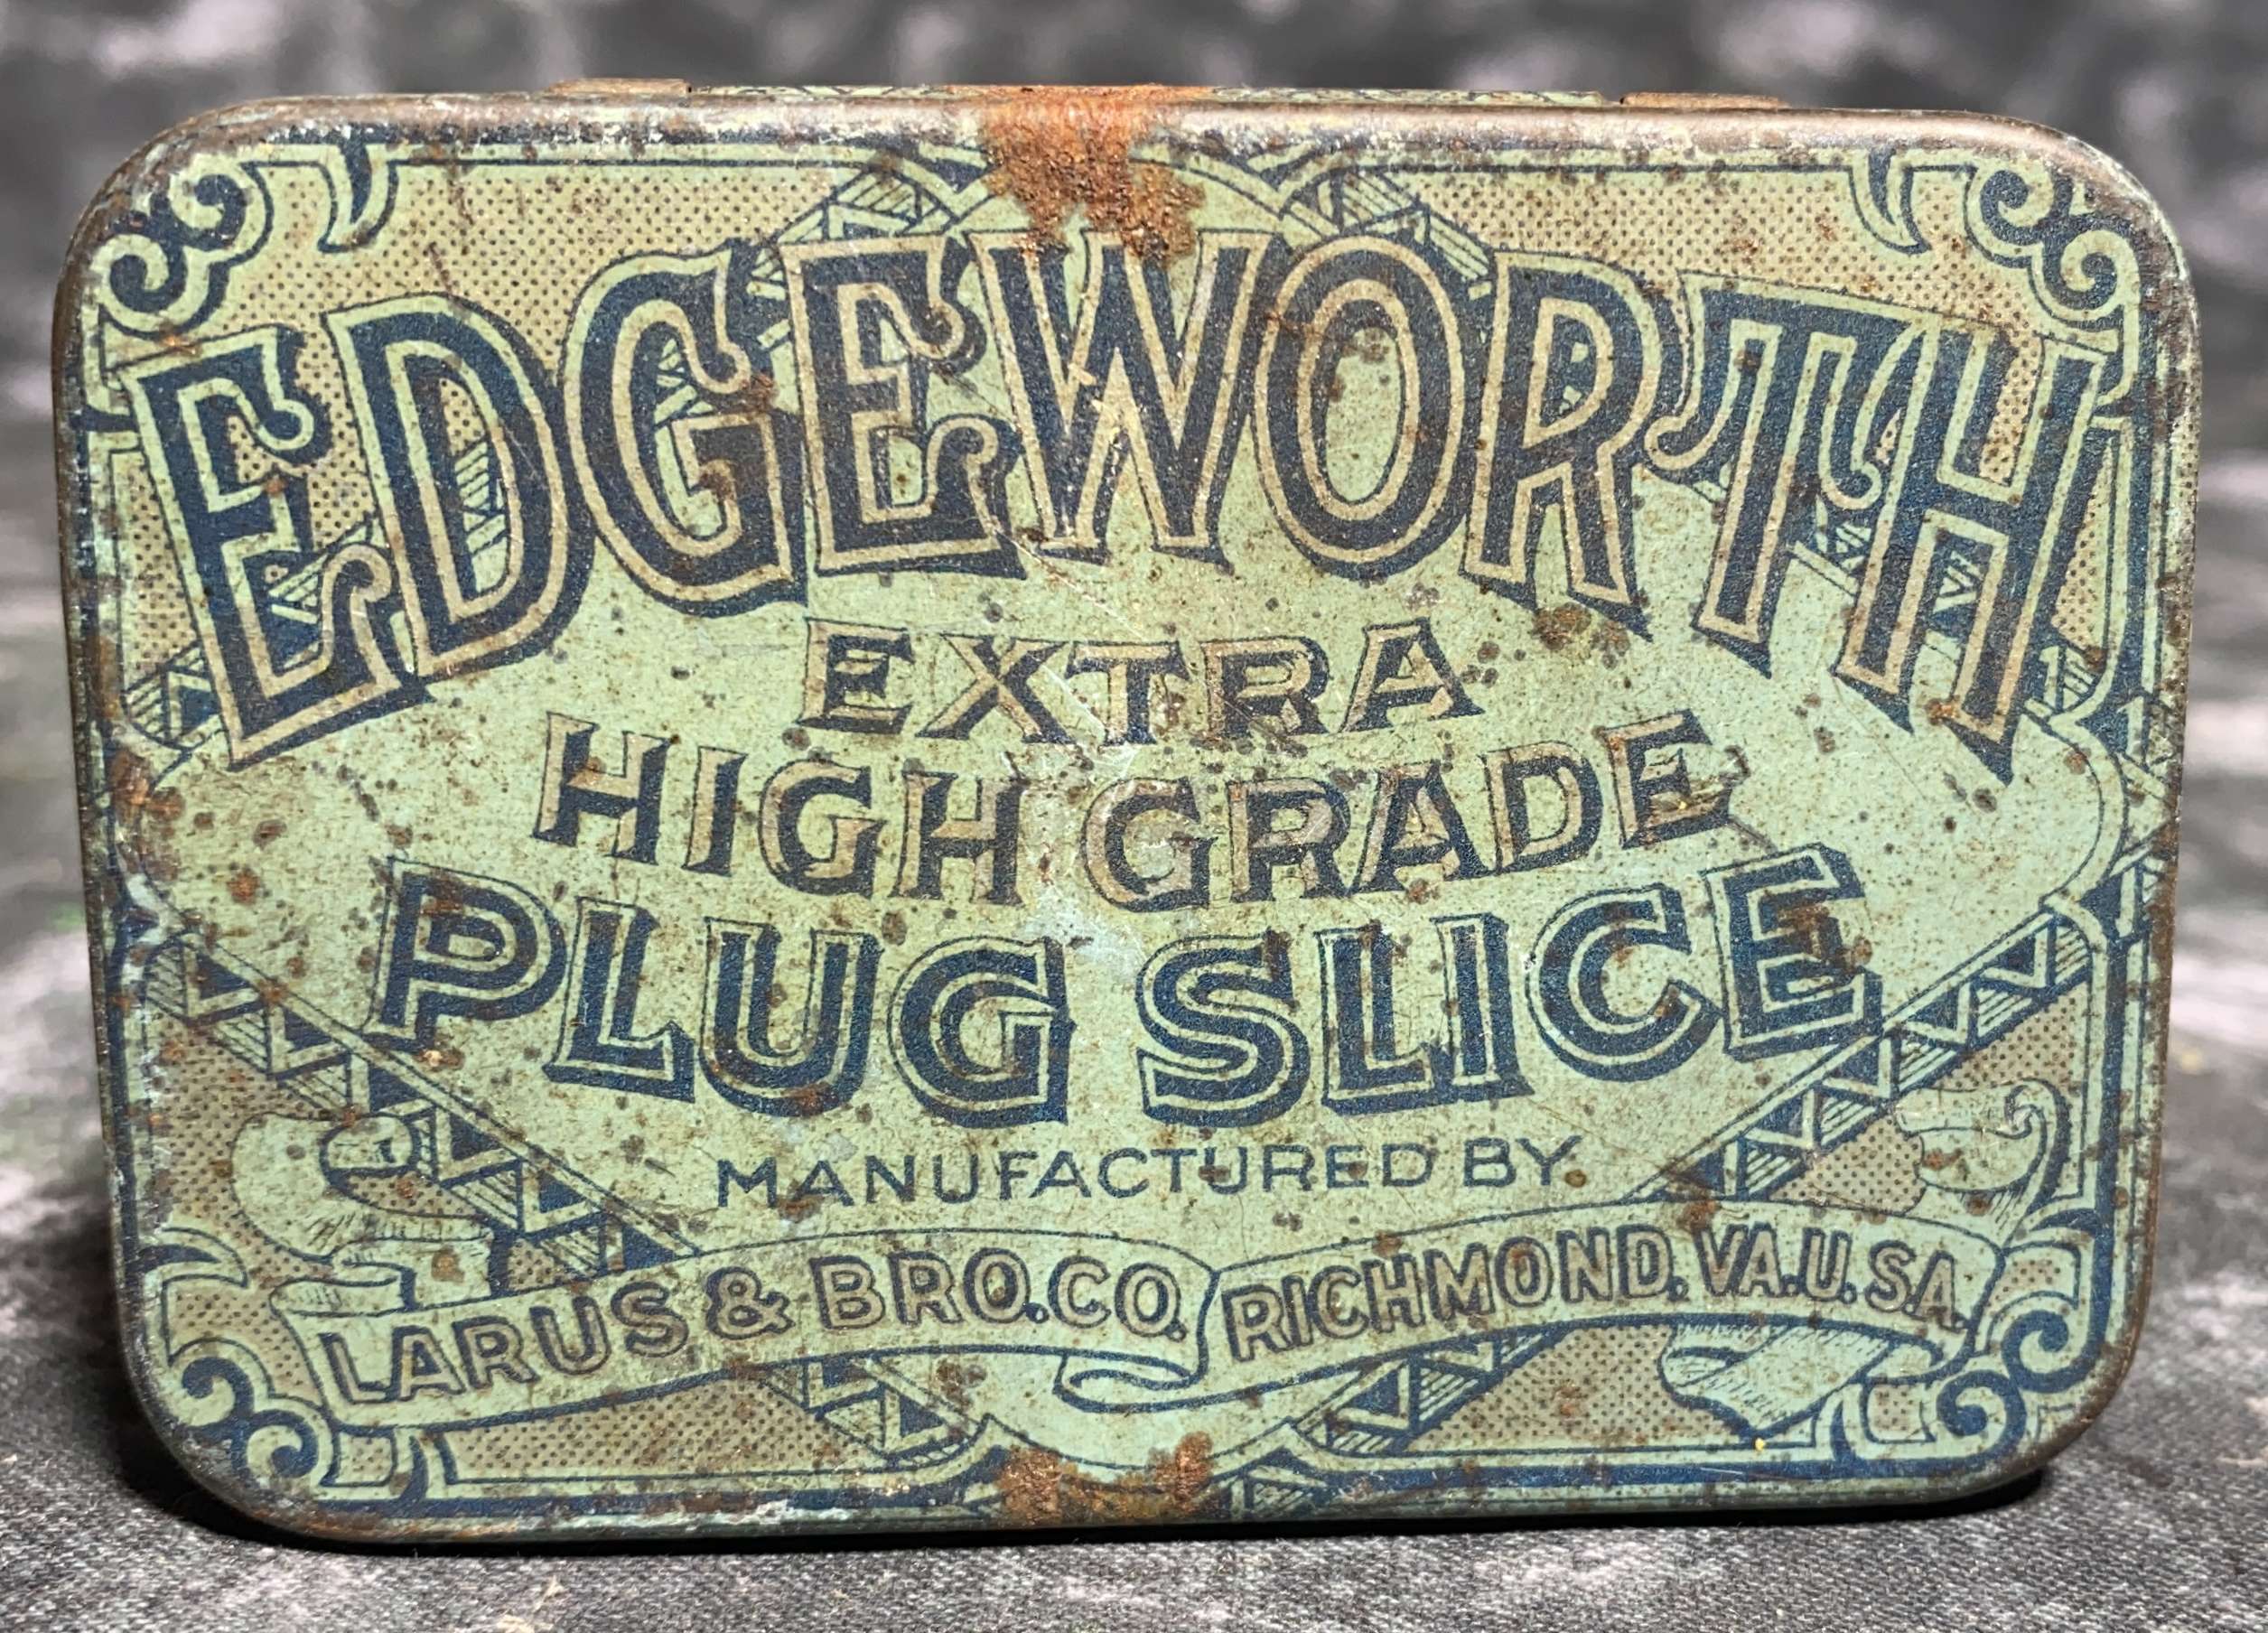 EDGEWORTH
EXTRA
HIGH GRADE
PLUG SLICE
MANUFACTURED BY
LARUS & BRO.CO. RICHMOND. VA.U.S.A.